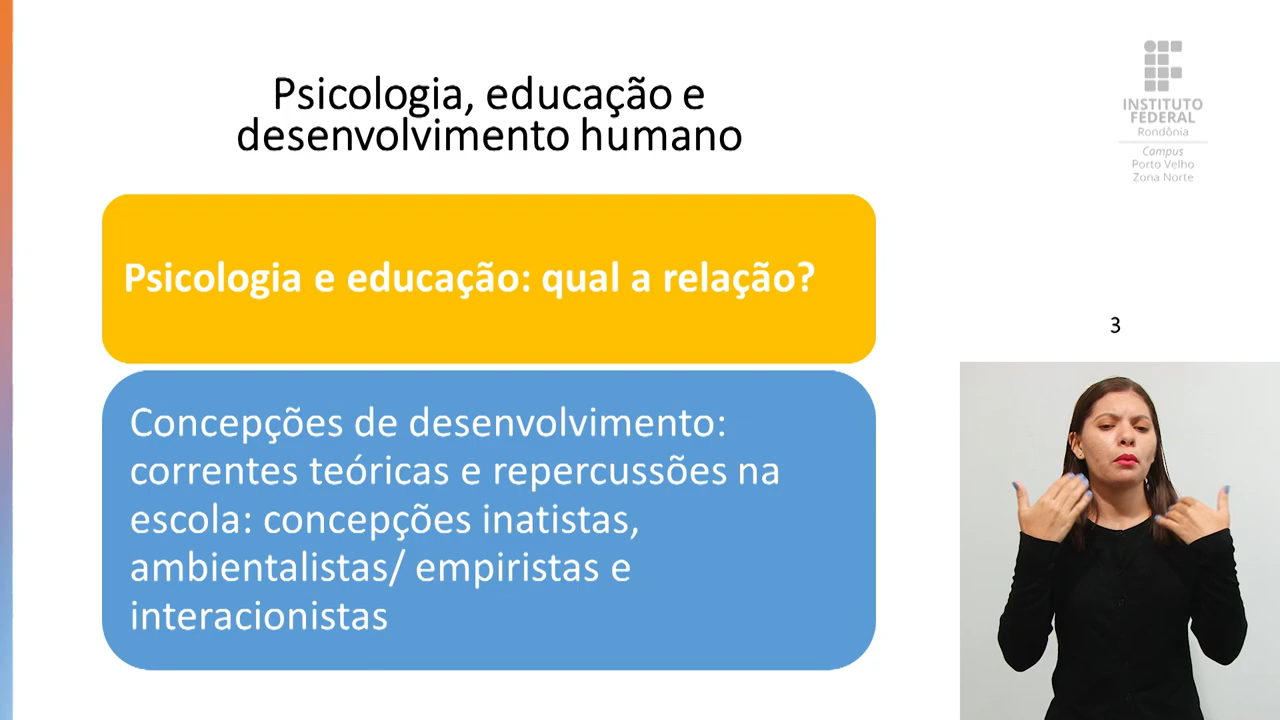 Psicologia, educação e
desenvolvimento humano
INSTITUTO
FEDERAL
Rondônia
Campus
Porto Velho
Zona Norte
Psicologia e educação: qual a relação?
3
Concepções de desenvolvimento:
correntes teóricas e repercussões na
escola: concepções inatistas,
ambientalistas/ empiristas e
interacionistas